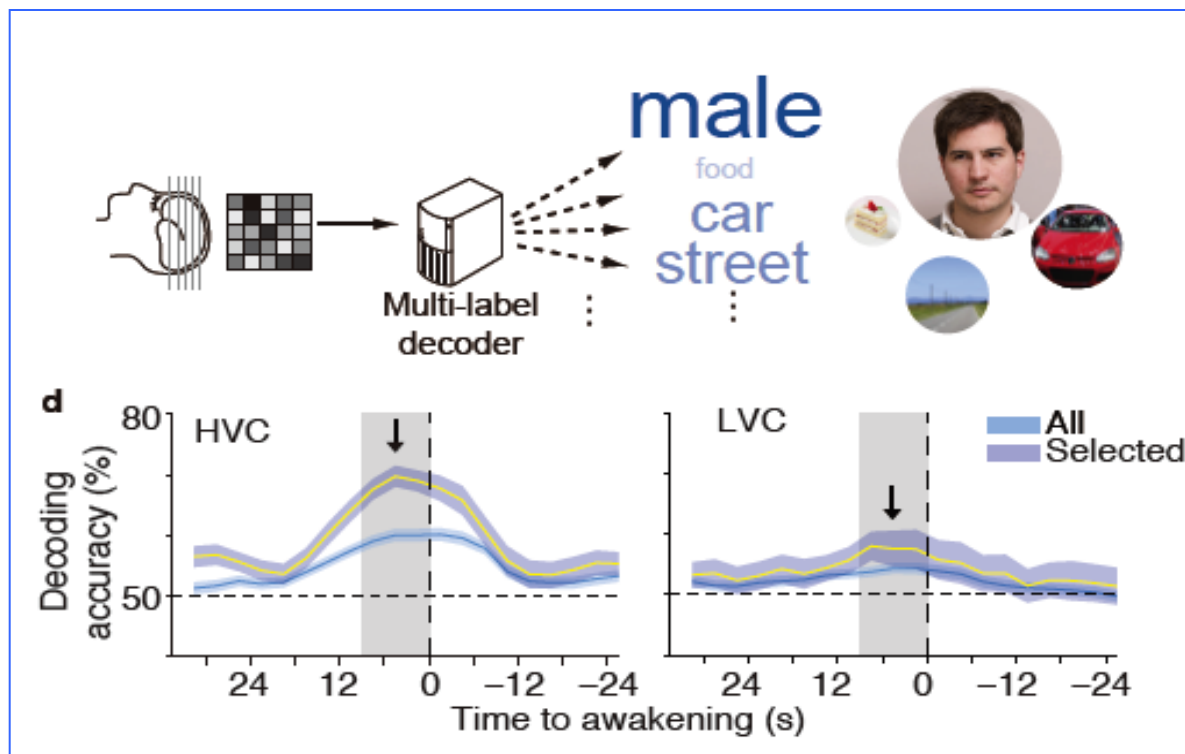 male
food
car
street
Multi-label
decoder
d
80
HVC
LVC
All
Selected
Decoding
accuracy (%)
50
24 12 0 −12 −24
24 12 0 −12 −24
Time to awakening (s)